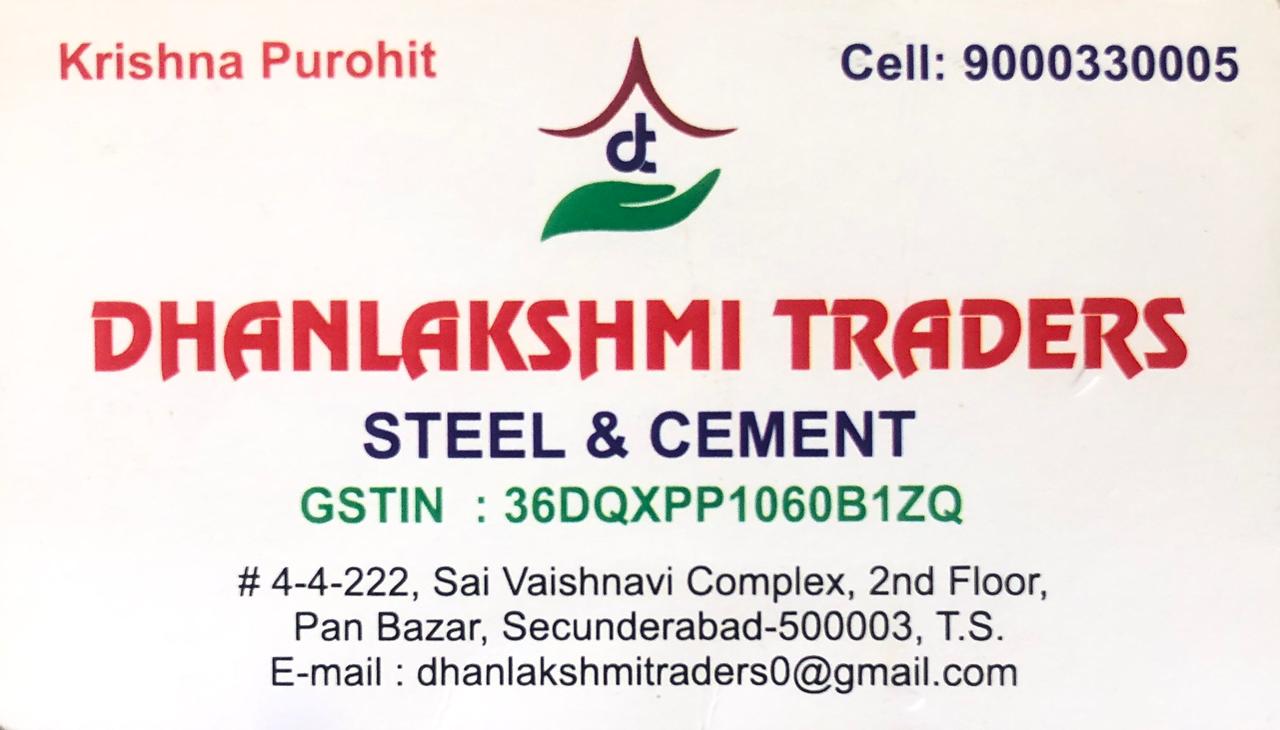 Krishna Purohit
Cell: 9000330005
dt
DHANLAKSHMI TRADERS
STEEL & CEMENT
GSTIN : 36DQXPP1060B1ZQ
# 4-4-222, Sai Vaishnavi Complex, 2nd Floor,
Pan Bazar, Secunderabad-500003, T.S.
E-mail : dhanlakshmitraders0@gmail.com